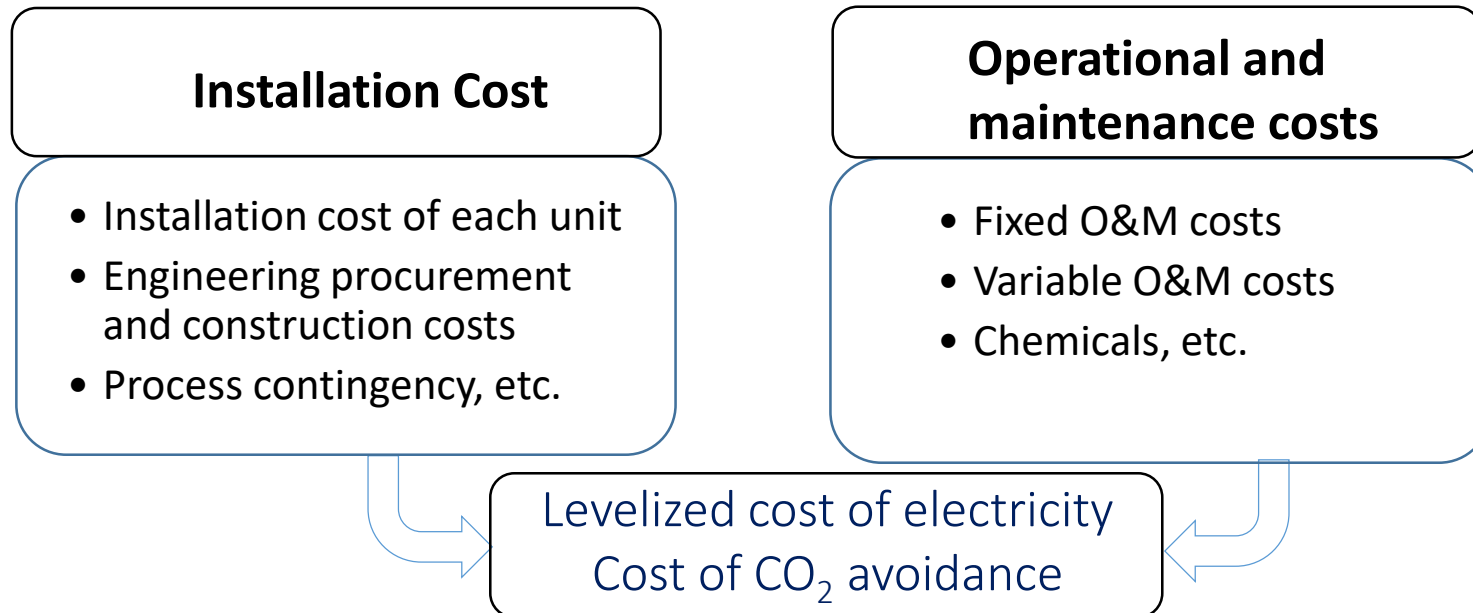 Installation Cost
• Installation cost of each unit
• Engineering procurement
and construction costs
• Process contingency, etc.
Operational and
maintenance costs
• Fixed O&M costs
• Variable O&M costs
• Chemicals, etc.
Levelized cost of electricity
Cost of CO₂ avoidance